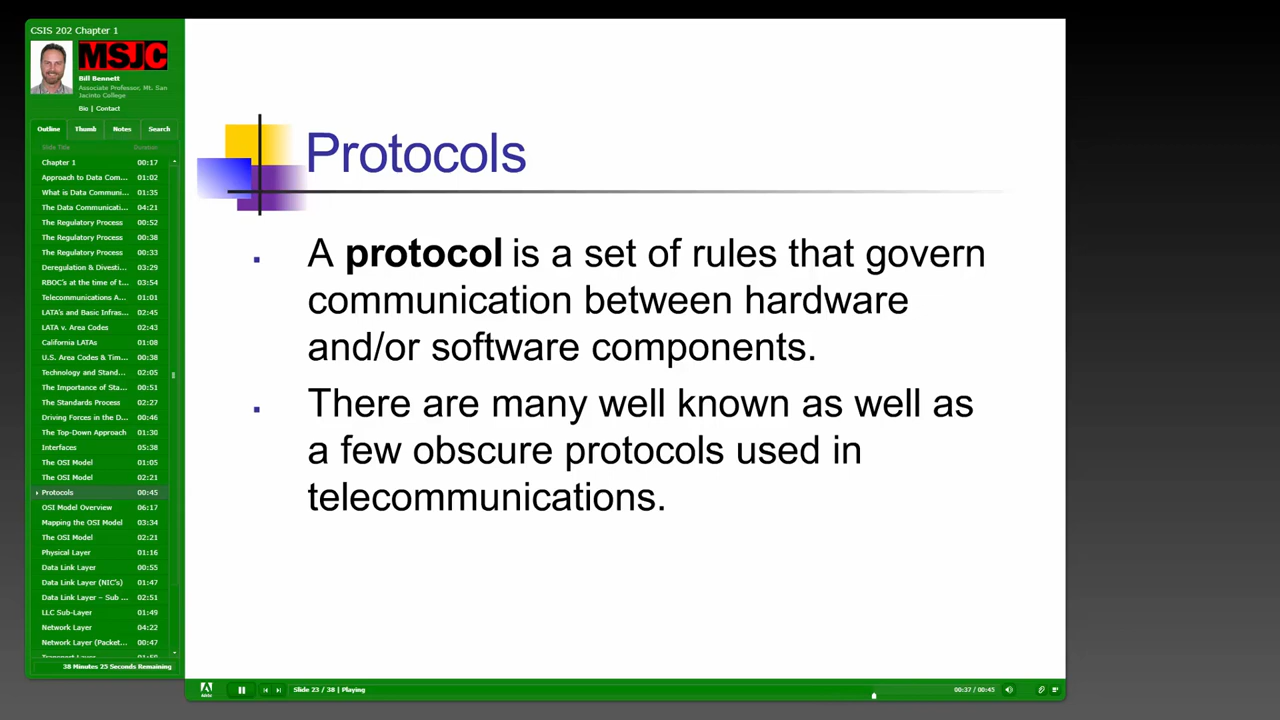 CSIS 202 Chapter 1
MSJC
Bill Bennett
Associate Professor, Mt. San
Jacinto College
Bio | Contact
Outline Thumb Notes Search
Slide Title Duration
Chapter 1 00:17
Approach to Data Com... 01:02
What is Data Communi... 01:35
The Data Communicati... 04:21
The Regulatory Process 00:52
The Regulatory Process 00:38
The Regulatory Process 00:33
Deregulation & Divesti... 03:29
RBOC's at the time of t... 03:54
Telecommunications A... 01:01
LATA's and Basic Infras... 02:45
LATA v. Area Codes 02:43
California LATAs 01:08
U.S. Area Codes & Tim... 00:38
Technology and Stand... 02:05
The Importance of Sta... 00:51
The Standards Process 02:27
Driving Forces in the D... 00:46
The Top-Down Approach 01:30
Interfaces 05:38
The OSI Model 01:05
The OSI Model 02:21
Protocols 00:45
OSI Model Overview 06:17
Mapping the OSI Model 03:34
The OSI Model 02:21
Physical Layer 01:16
Data Link Layer 00:55
Data Link Layer (NIC's) 01:47
Data Link Layer – Sub ... 02:51
LLC Sub-Layer 01:49
Network Layer 04:22
Network Layer (Packet... 00:47
38 Minutes 25 Seconds Remaining
Protocols
A protocol is a set of rules that govern
communication between hardware
and/or software components.
There are many well known as well as
a few obscure protocols used in
telecommunications.
Slide 23 / 38 | Playing
00:37 / 00:45